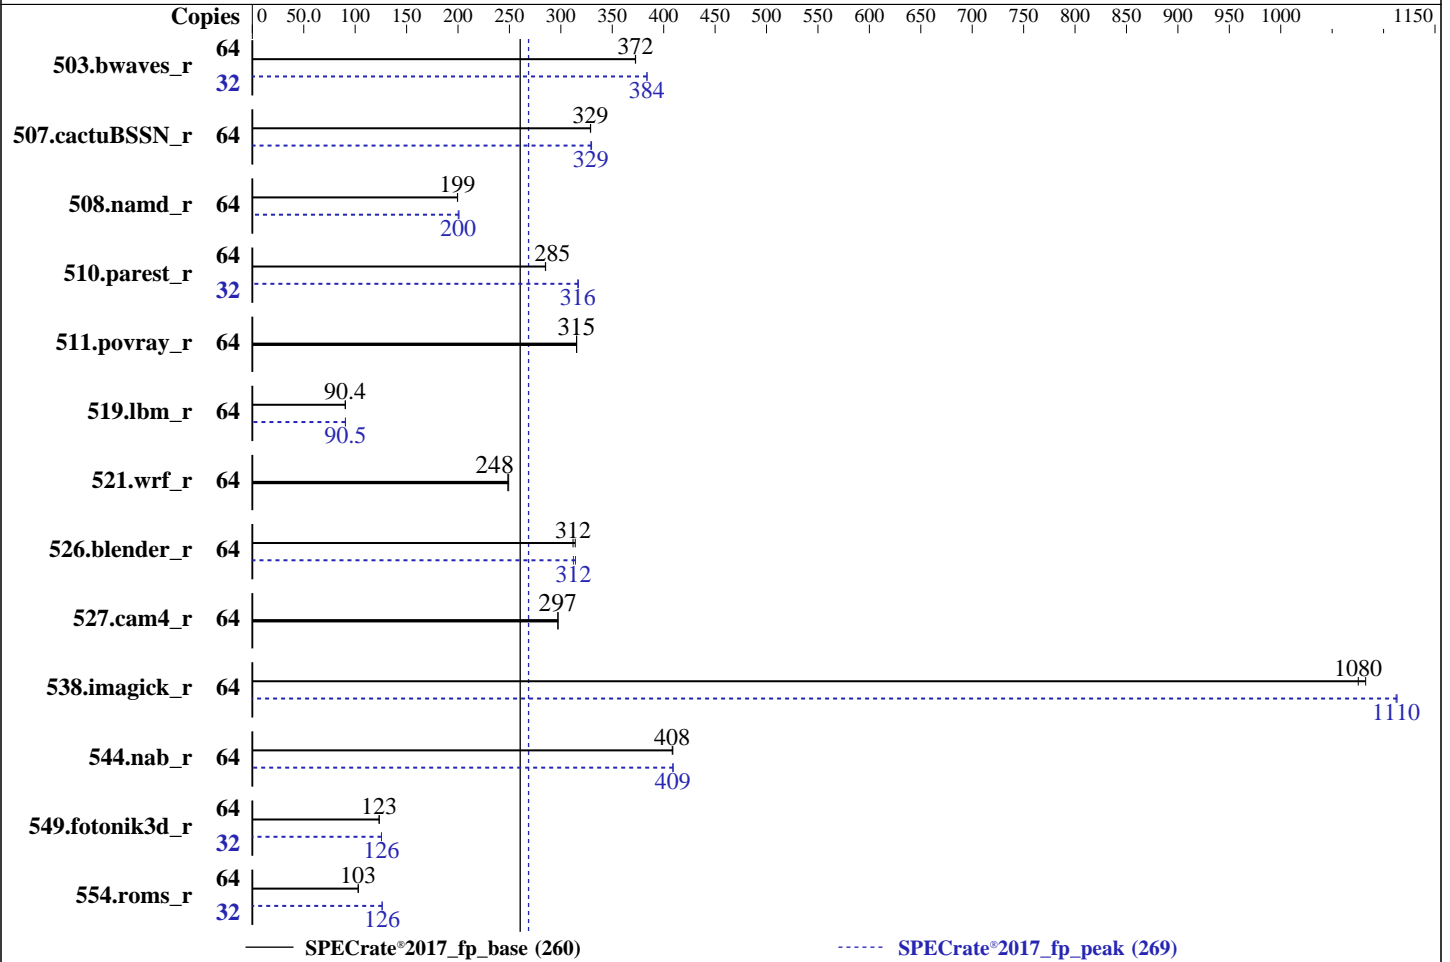 Copies 0 50.0 100 150 200 250 300 350 400 450 500 550 600 650 700 750 800 850 900 950 1000 1150
503.bwaves_r 64 372
32 384
507.cactuBSSN_r 64 329
329
508.namd_r 64 199
200
510.parest_r 64 285
32 316
511.povray_r 64 315
519.lbm_r 64 90.4
90.5
521.wrf_r 64 248
526.blender_r 64 312
312
527.cam4_r 64 297
538.imagick_r 64 1080
1110
544.nab_r 64 408
409
549.fotonik3d_r 64 123
32 126
554.roms_r 64 103
32 126
SPECrate®2017_fp_base (260) SPECrate®2017_fp_peak (269)